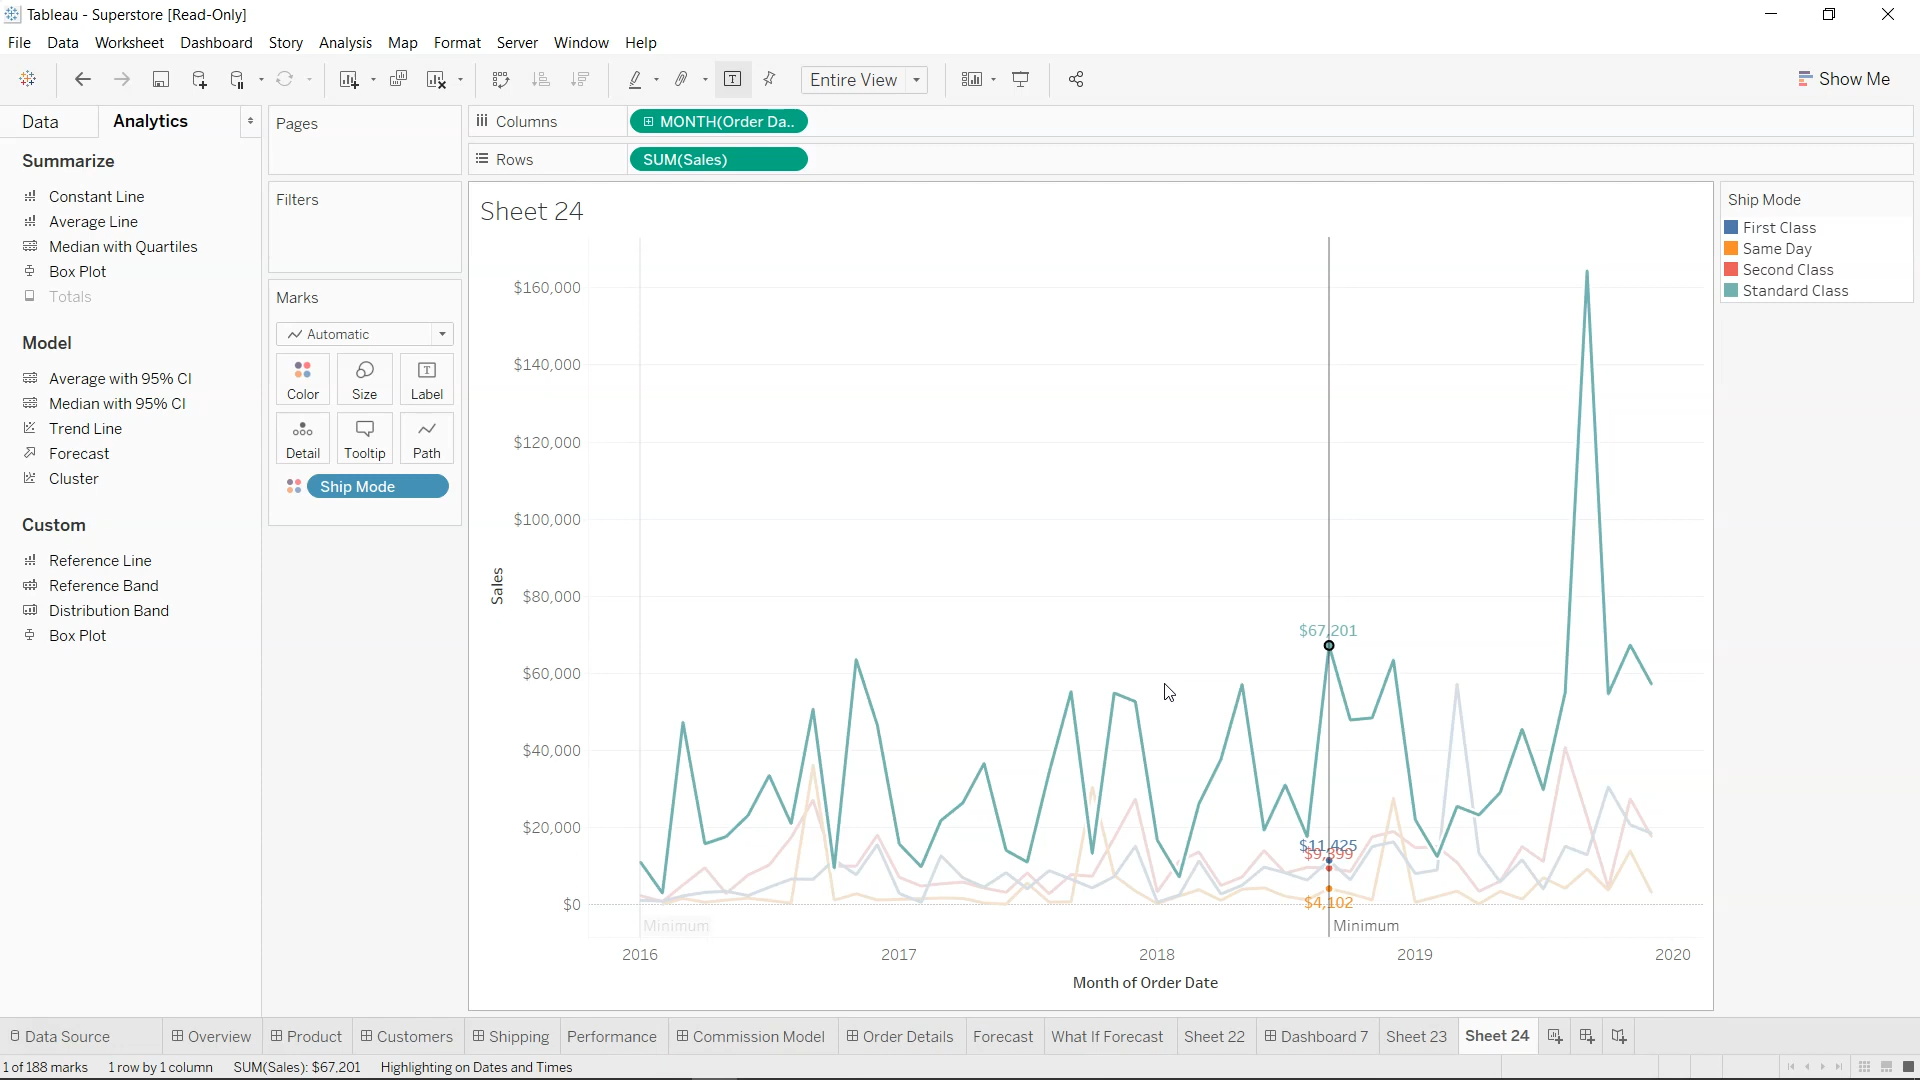 Tableau - Superstore [Read-Only]
File Data Worksheet Dashboard Story Analysis Map Format Server Window Help
Entire View
Show Me
Data Analytics
Summarize
Constant Line
Average Line
Median with Quartiles
Box Plot
Totals
Model
Average with 95% CI
Median with 95% CI
Trend Line
Forecast
Cluster
Custom
Reference Line
Reference Band
Distribution Band
Box Plot
Pages
Filters
Marks
Automatic
Color Size Label
Detail Tooltip Path
Ship Mode
Columns MONTH(Order Da..
Rows SUM(Sales)
Sheet 24
$160,000
$140,000
$120,000
$100,000
$80,000
$60,000
$40,000
$20,000
$0
Sales
$67,201
$11,425
$9,399
$4,102
Minimum
Minimum
2016 2017 2018 2019 2020
Month of Order Date
Ship Mode
First Class
Same Day
Second Class
Standard Class
Data Source Overview Product Customers Shipping Performance Commission Model Order Details Forecast What If Forecast Sheet 22 Dashboard 7 Sheet 23 Sheet 24
1 of 188 marks 1 row by 1 column SUM(Sales): $67,201 Highlighting on Dates and Times